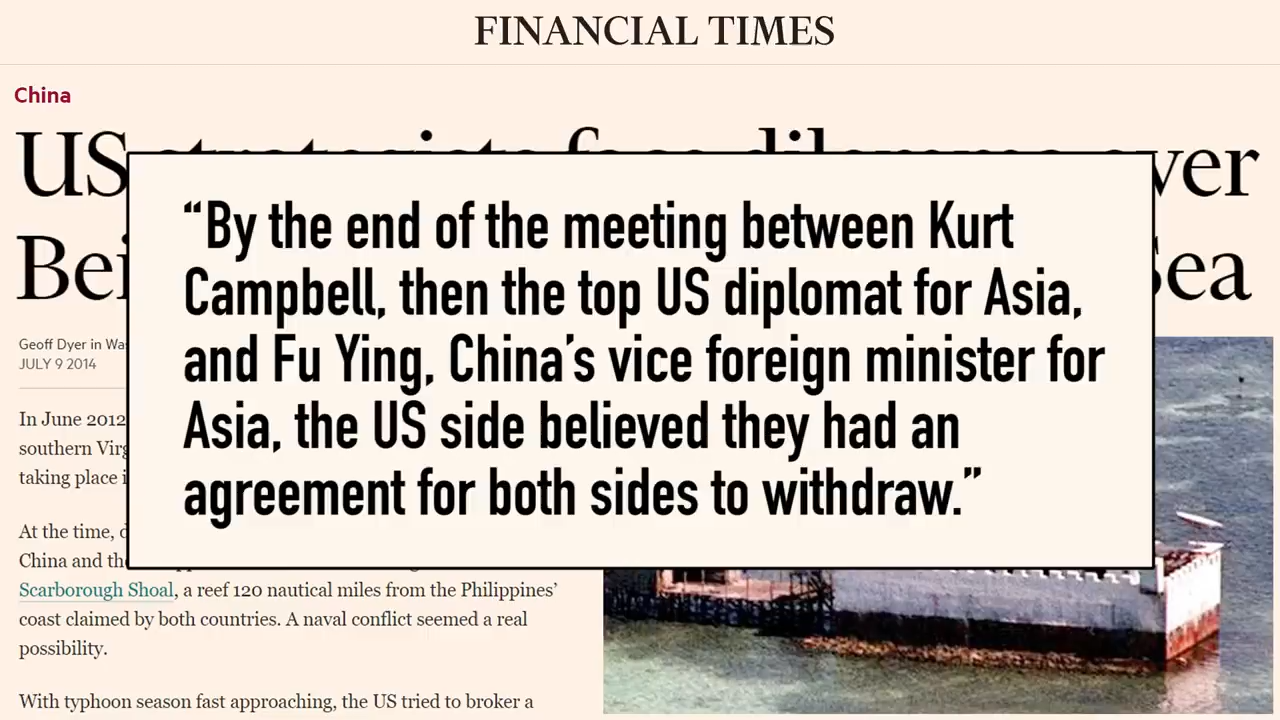 FINANCIAL TIMES
China
US over
Sea
“By the end of the meeting between Kurt
Campbell, then the top US diplomat for Asia,
and Fu Ying, China’s vice foreign minister for
Asia, the US side believed they had an
agreement for both sides to withdraw.”
Geoff Dyer in
JULY 9 2014
In June 2012
southern
taking place
At the time,
China and
Scarborough Shoal, a reef 120 nautical miles from the Philippines’
coast claimed by both countries. A naval conflict seemed a real
possibility.
With typhoon season fast approaching, the US tried to broker a